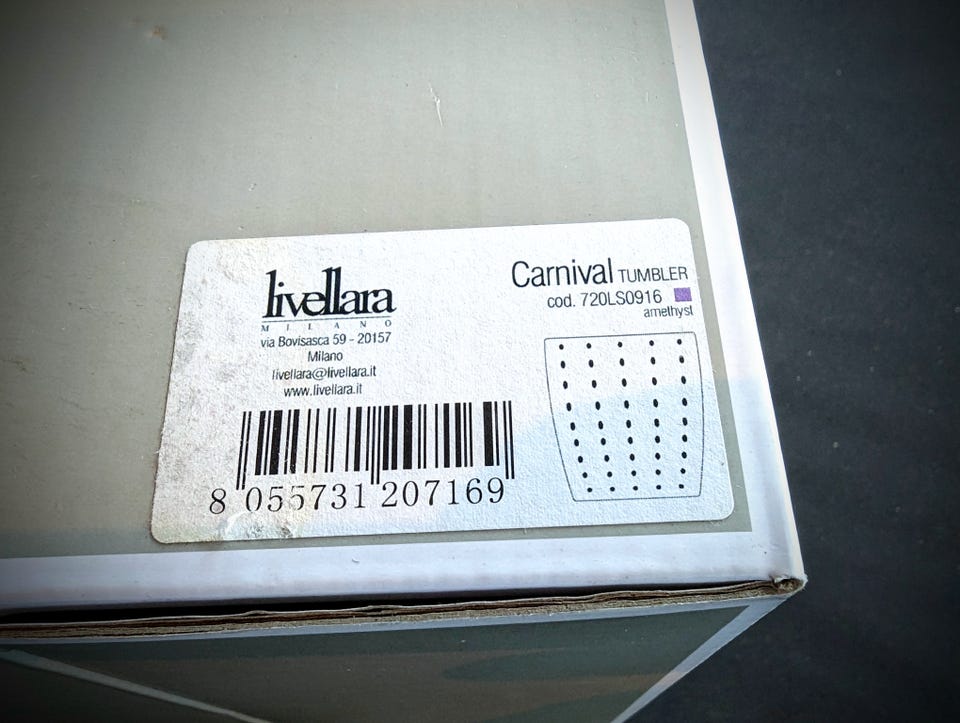 livellara
MILANO
via Bovisasca 59 - 20157
Milano
livellara@livellara.it
www.livellara.it
8 055731 207169
Carnival TUMBLER
cod. 720LS0916
amethyst